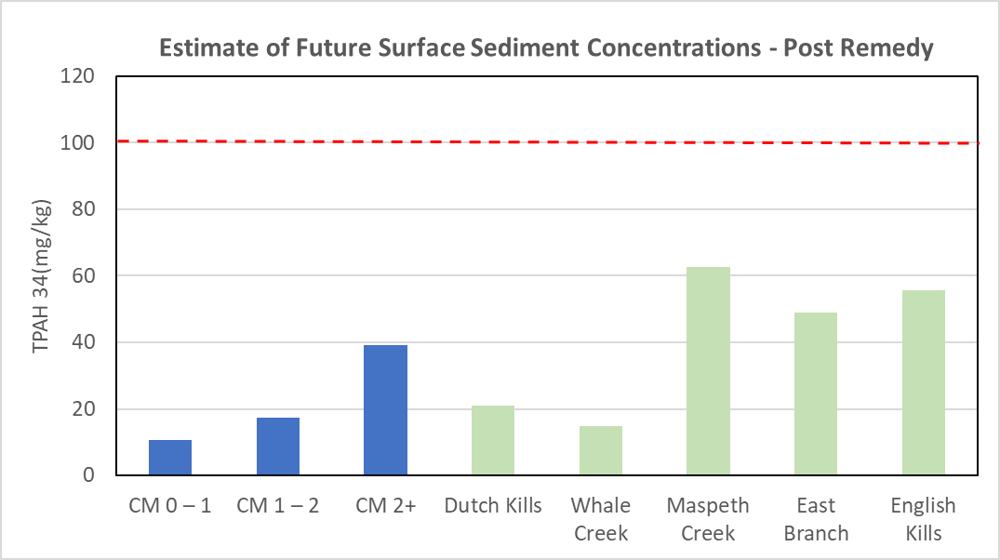 Estimate of Future Surface Sediment Concentrations - Post Remedy
120
100
80
60
40
20
0
TPAH 34(mg/kg)
CM 0 – 1
CM 1 – 2
CM 2+
Dutch Kills
Whale
Creek
Maspeth
Creek
East
Branch
English
Kills